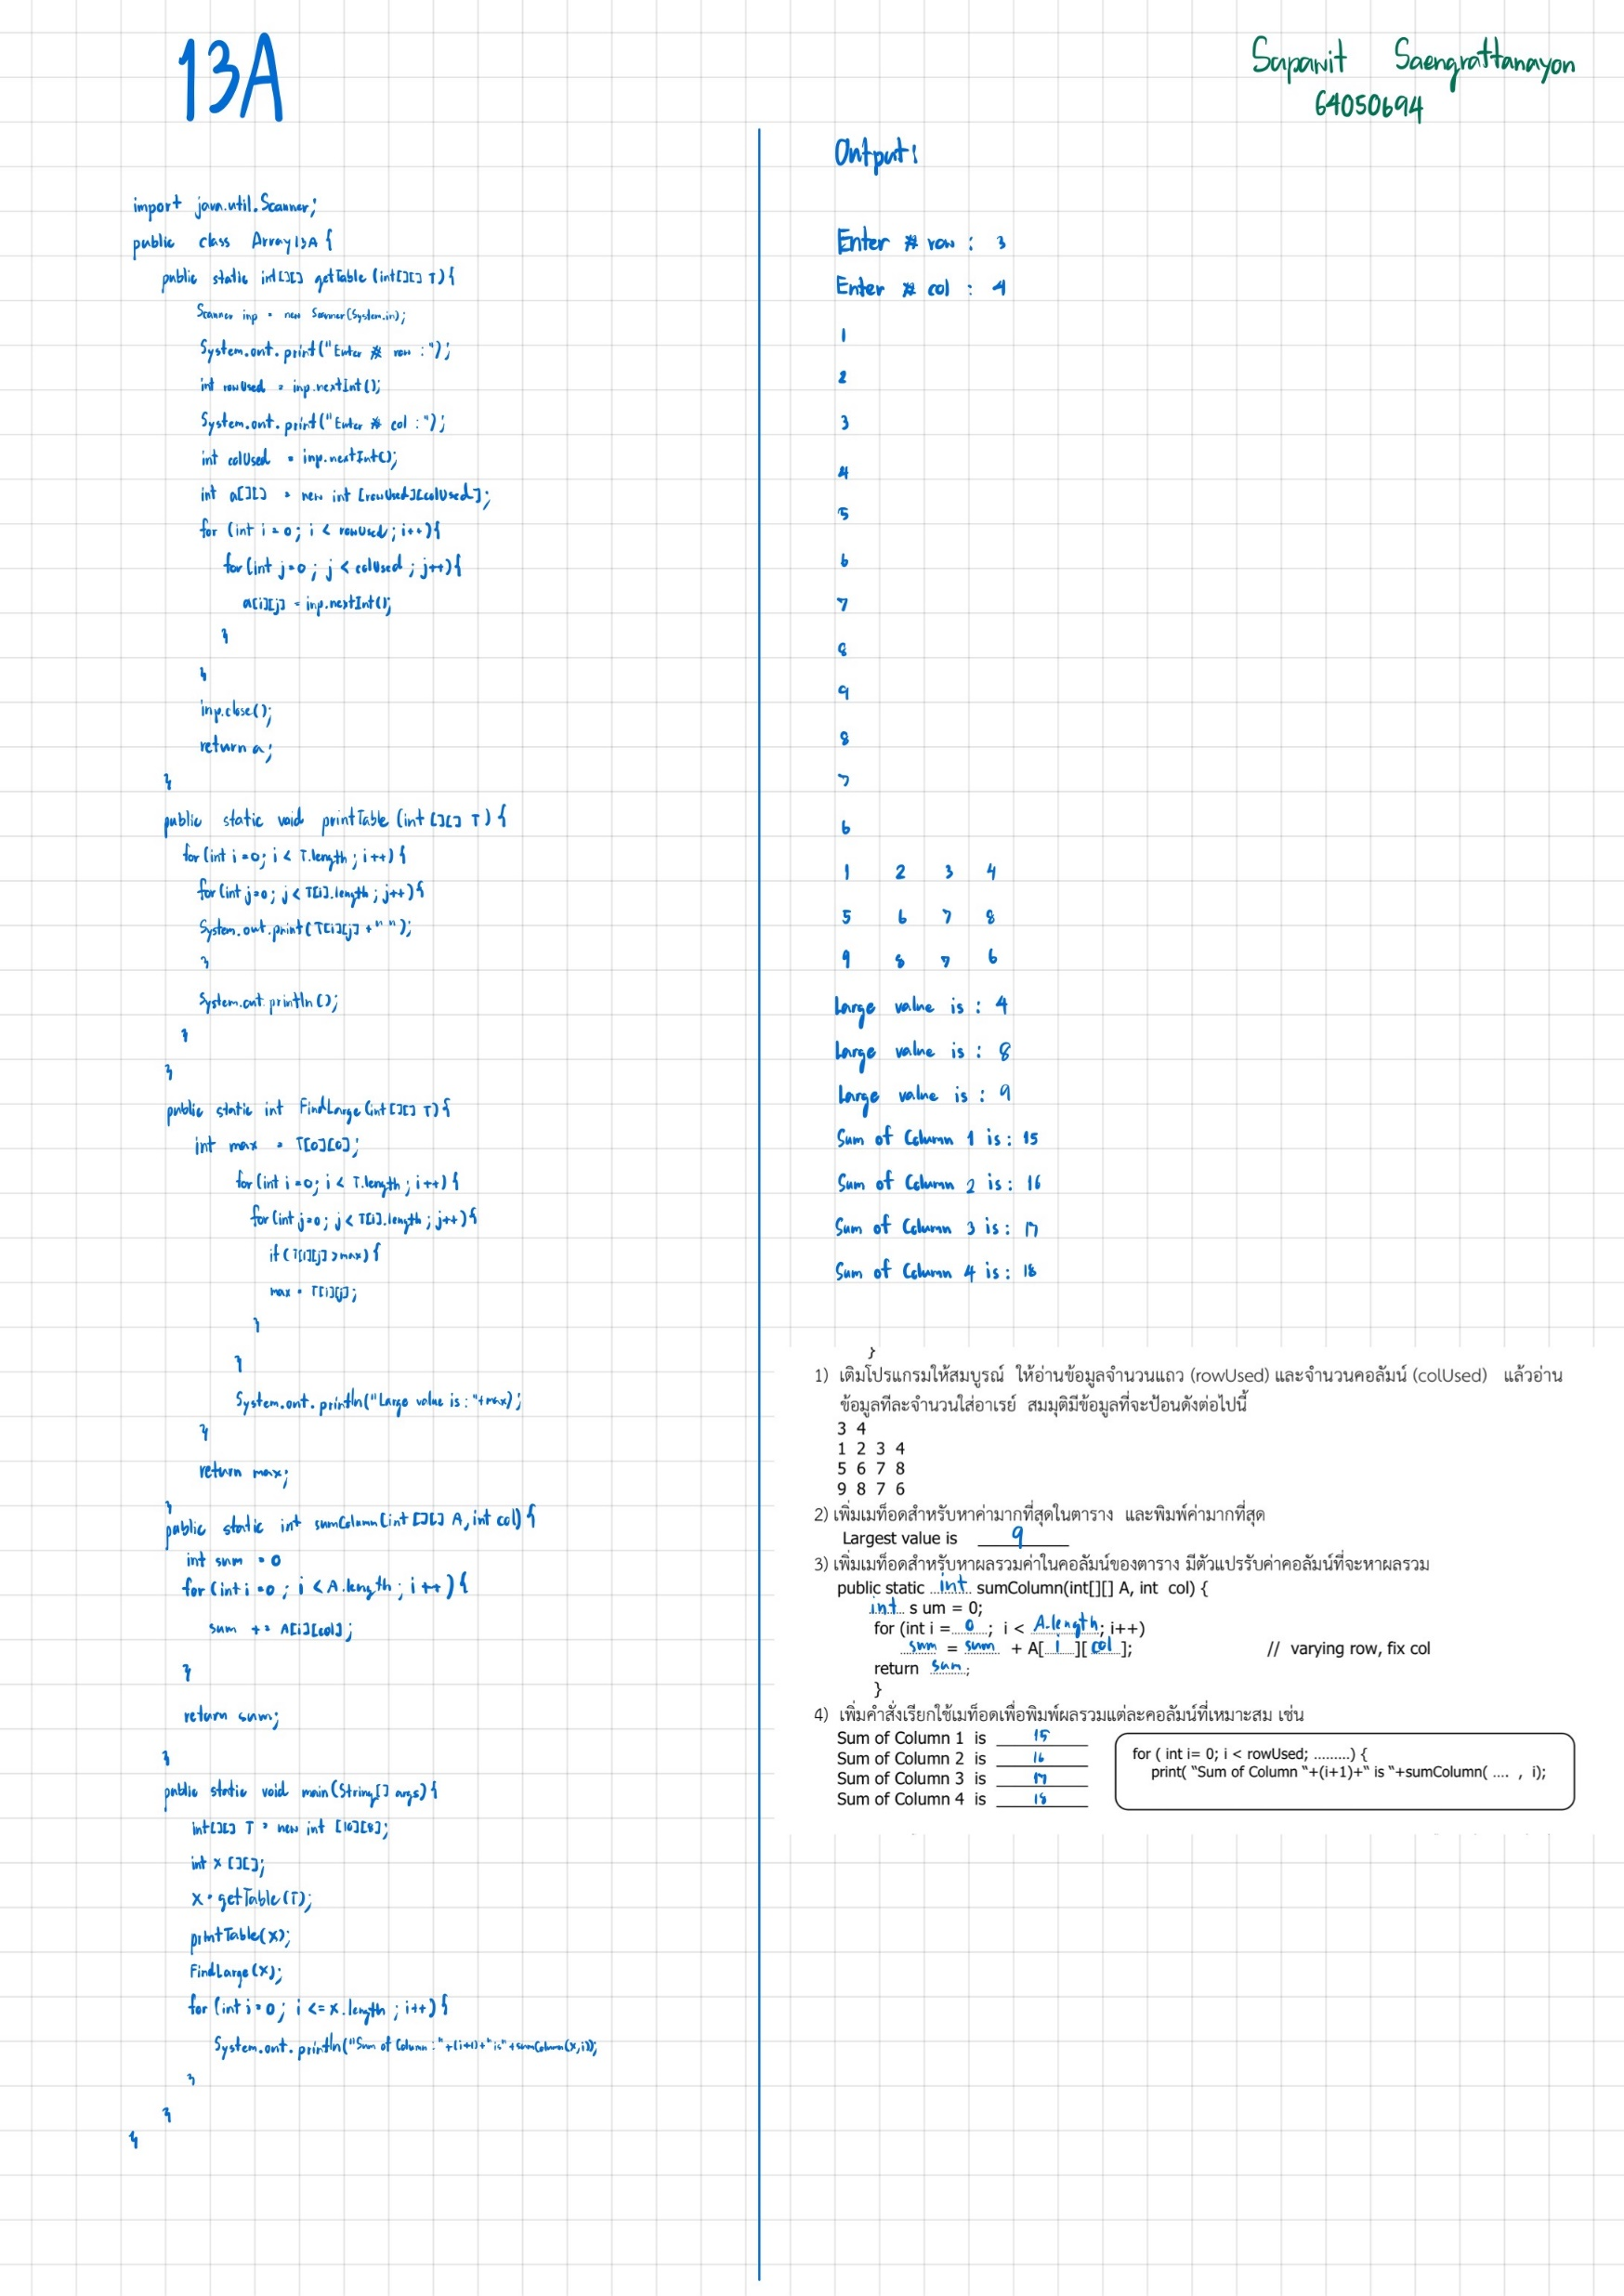 13A
Sapanit Saengrattanayon
64050694
import java.util.Scanner;
public class Array13A {
public static int[][] getTable (int[][] T){
Scanner inp = new Scanner(System.in);
System.out.print("Enter # row :");
int rowUsed = inp.nextInt();
System.out.print("Enter # col :");
int colUsed = inp.nextInt();
int a[][] = new int [rowUsed][colUsed];
for (int i = 0; i < rowUsed; i++){
for(int j=0; j < colUsed; j++){
a[i][j] = inp.nextInt();
}
}
inp.close();
return a;
}
public static void printTable (int [][] T) {
for(int i=0; i < T.length; i++) {
for(int j=0; j < T[i].length; j++){
System.out.print(T[i][j] +" ");
}
System.out.println();
}
}
public static int FindLarge (int[][] T){
int max = T[0][0];
for(int i=0; i < T.length; i++) {
for(int j=0; j < T[i].length; j++){
if(T[i][j]>max) {
max = T[i][j];
}
}
System.out.println("Large value is :"+max);
}
return max;
}
public static int sumColumn(int [][] A, int col) {
int sum = 0
for(int i=0; i < A.length; i++) {
sum += A[i][col];
}
return sum;
}
public static void main(String[] args){
int[][] T = new int [10][8];
int x [][];
x = getTable(T);
printTable(x);
FindLarge(x);
for(int i=0; i <= x.length; i++) {
System.out.println("Sum of Column :"+(i+1)+"is"+sumColumn(x,i));
}
}
}
Output:
Enter # row : 3
Enter # col : 4
1
2
3
4
5
6
7
8
9
8
7
6
1 2 3 4
5 6 7 8
9 8 7 6
Large value is : 4
Large value is : 8
Large value is : 9
Sum of Column 1 is: 15
Sum of Column 2 is: 16
Sum of Column 3 is: 17
Sum of Column 4 is: 18
}
1) เติมโปรแกรมให้สมบูรณ์ ให้อ่านข้อมูลจำนวนแถว (rowUsed) และจำนวนคอลัมน์ (colUsed) แล้วอ่าน
ข้อมูลทีละจำนวนใส่อาเรย์ สมมุติมีข้อมูลที่จะป้อนดังต่อไปนี้
3 4
1 2 3 4
5 6 7 8
9 8 7 6
2) เพิ่มเมท็อดสำหรับหาค่ามากที่สุดในตาราง และพิมพ์ค่ามากที่สุด
Largest value is 9
3) เพิ่มเมท็อดสำหรับหาผลรวมค่าในคอลัมน์ของตาราง มีตัวแปรรับค่าคอลัมน์ที่จะหาผลรวม
public static int sumColumn(int[][] A, int col) {
int s um = 0;
for (int i = 0; i < A.length; i++)
sum = sum + A[ i ][ col ]; // varying row, fix col
return sum;
}
4) เพิ่มคำสั่งเรียกใช้เมท็อดเพื่อพิมพ์ผลรวมแต่ละคอลัมน์ที่เหมาะสม เช่น
Sum of Column 1 is 15
Sum of Column 2 is 16
Sum of Column 3 is 17
Sum of Column 4 is 18
for ( int i= 0; i < rowUsed; .........) {
print( "Sum of Column "+(i+1)+" is "+sumColumn( .... , i);